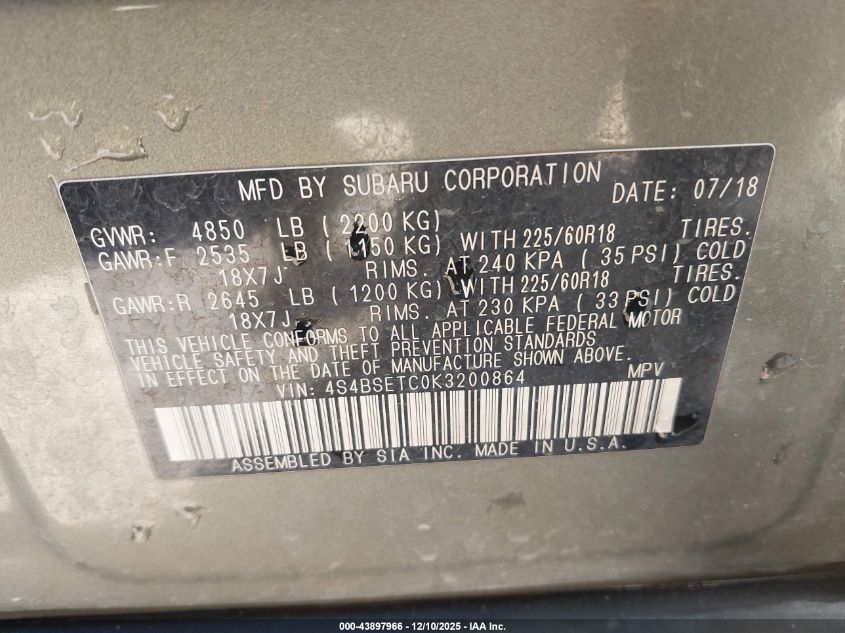 MFD BY SUBARU CORPORATION DATE: 07/18
GVWR: 4850 LB ( 2200 KG)
GAWR:F 2535 LB ( 1150 KG) WITH 225/60R18 TIRES.
18X7J RIMS. AT 240 KPA ( 35 PSI) COLD
GAWR:R 2645 LB ( 1200 KG) WITH 225/60R18 TIRES.
18X7J RIMS. AT 230 KPA ( 33 PSI) COLD
THIS VEHICLE CONFORMS TO ALL APPLICABLE FEDERAL MOTOR
VEHICLE SAFETY AND THEFT PREVENTION STANDARDS
IN EFFECT ON THE DATE OF MANUFACTURE SHOWN ABOVE.
VIN: 4S4BSETC0K3200864 MPV
ASSEMBLED BY SIA INC. MADE IN U.S.A.
000-43897966 - 12/10/2025 - IAA Inc.